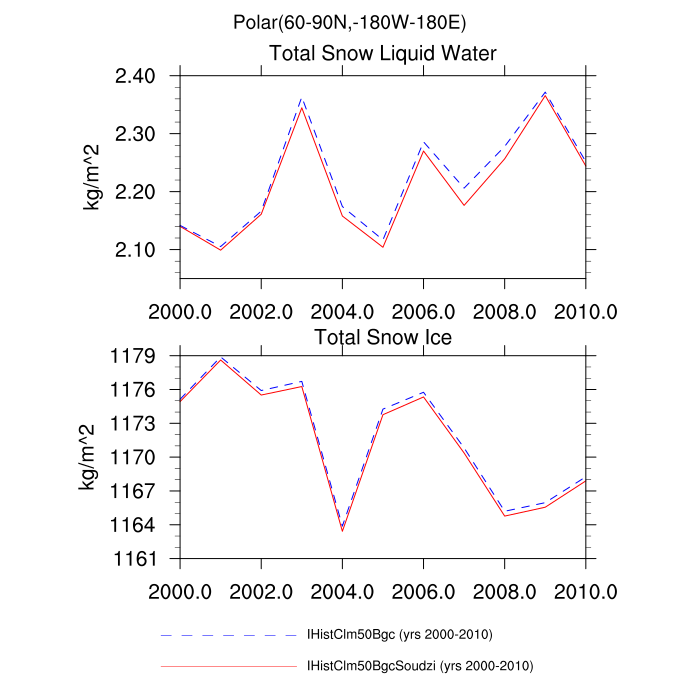 Polar(60-90N,-180W-180E)
Total Snow Liquid Water
2.40
2.30
2.20
2.10
kg/m^2
2000.0 2002.0 2004.0 2006.0 2008.0 2010.0
Total Snow Ice
1179
1176
1173
1170
1167
1164
1161
kg/m^2
2000.0 2002.0 2004.0 2006.0 2008.0 2010.0
IHistClm50Bgc (yrs 2000-2010)
IHistClm50BgcSoudzi (yrs 2000-2010)